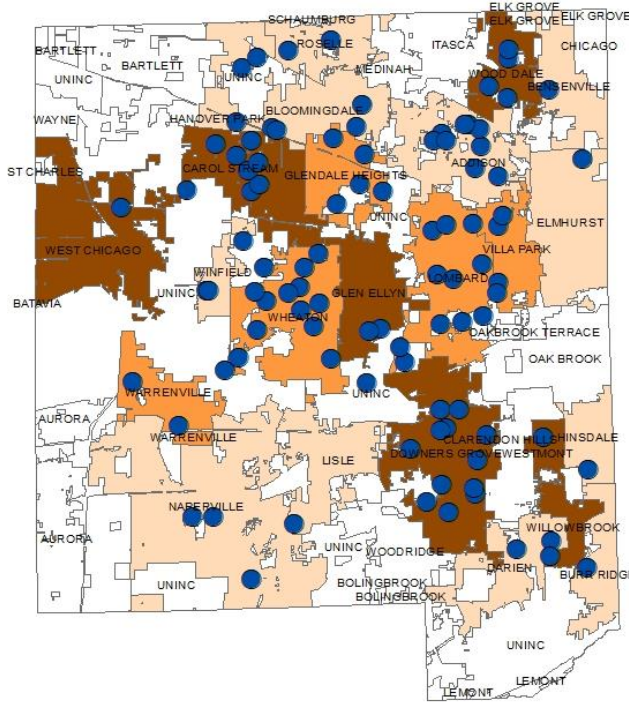 ELK GROVE
SCHAUMBURG
ELK GROVE
ELK GROVE
ROSELLE
BARTLETT
ITASCA
CHICAGO
BARTLETT
MEDINAH
UNINC
UNINC
WOOD DALE
BENSENVILLE
BLOOMINGDALE
WAYNE
HANOVER PARK
ADDISON
ST CHARLES
CAROL STREAM
GLENDALE HEIGHTS
UNINC
ELMHURST
WEST CHICAGO
VILLA PARK
WINFIELD
LOMBARD
UNINC
GLEN ELLYN
BATAVIA
WHEATON
OAKBROOK TERRACE
OAK BROOK
UNINC
WARRENVILLE
AURORA
WARRENVILLE
CLARENDON HILLS
HINSDALE
LISLE
DOWNERS GROVE
WESTMONT
NAPERVILLE
WILLOWBROOK
AURORA
UNINC
WOODRIDGE
DARIEN
BURR RIDGE
UNINC
BOLINGBROOK
BOLINGBROOK
UNINC
LEMONT
LEMONT